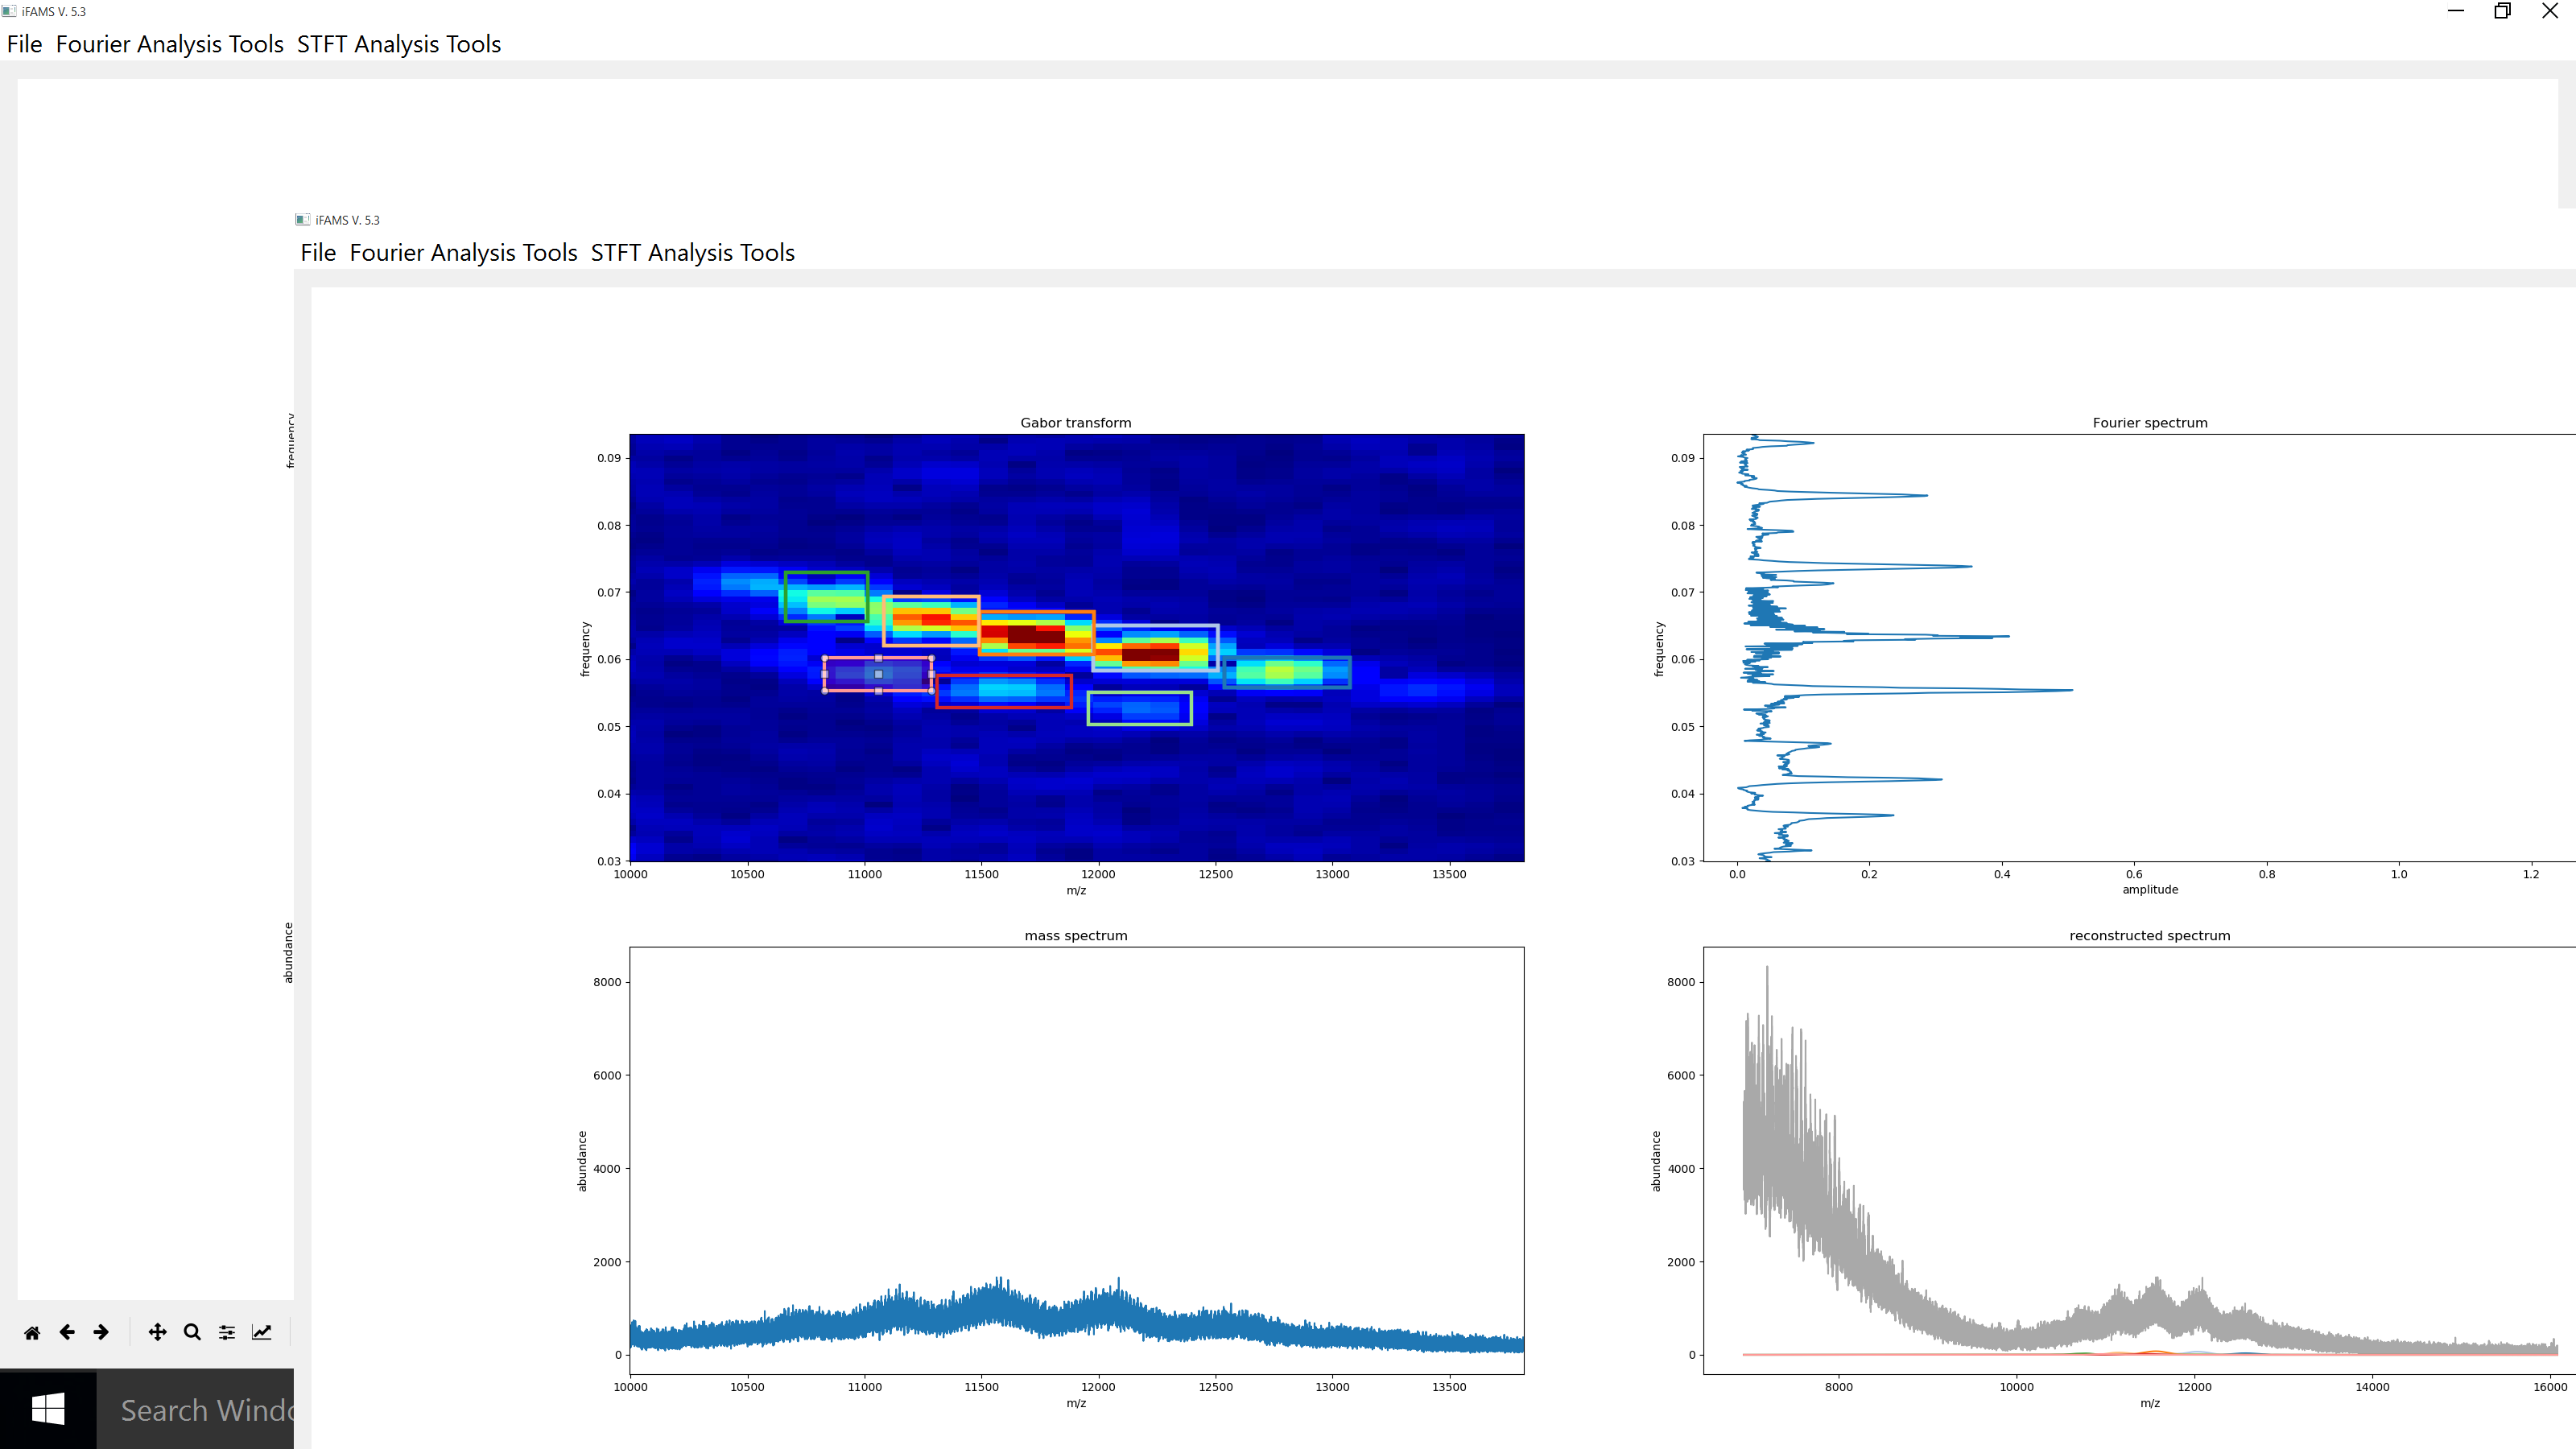 iFAMS V. 5.3
File Fourier Analysis Tools STFT Analysis Tools
iFAMS V. 5.3
File Fourier Analysis Tools STFT Analysis Tools
frequency
abundance
Gabor transform
frequency
0.09
0.08
0.07
0.06
0.05
0.04
0.03
10000 10500 11000 11500 12000 12500 13000 13500
m/z
Fourier spectrum
frequency
0.09
0.08
0.07
0.06
0.05
0.04
0.03
0.0 0.2 0.4 0.6 0.8 1.0 1.2
amplitude
mass spectrum
abundance
8000
6000
4000
2000
0
10000 10500 11000 11500 12000 12500 13000 13500
m/z
reconstructed spectrum
abundance
8000
6000
4000
2000
0
8000 10000 12000 14000 16000
m/z
Search Windo